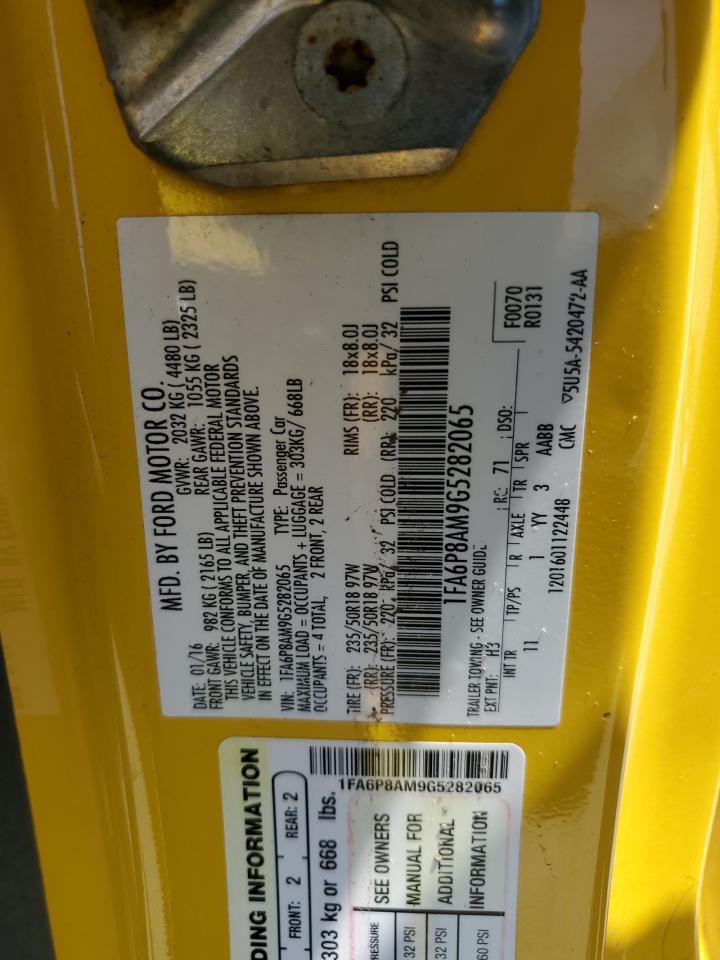 MFD. BY FORD MOTOR CO.
DATE: 01/16 GVWR: 2032 KG ( 4480 LB)
FRONT GAWR: 982 KG ( 2165 LB) REAR GAWR: 1055 KG ( 2325 LB)
THIS VEHICLE CONFORMS TO ALL APPLICABLE FEDERAL MOTOR
VEHICLE SAFETY, BUMPER, AND THEFT PREVENTION STANDARDS
IN EFFECT ON THE DATE OF MANUFACTURE SHOWN ABOVE.
VIN: 1FA6P8AM9G5282065 TYPE: Passenger Car
MAXIMUM LOAD = OCCUPANTS + LUGGAGE = 303KG/ 668LB
OCCUPANTS = 4 TOTAL, 2 FRONT, 2 REAR
TIRE (FR): 235/50R18 97W RIMS (FR): 18x8.0J
(RR): 235/50R18 97W (RR): 18x8.0J
PRESSURE (FR): 220 kPa/ 32 PSI COLD (RR) 220 kPa/ 32 PSI COLD
1FA6P8AM9G5282065
TRAILER TOWING - SEE OWNER GUIDE
EXT PNT: H3 RC: 71 DSO: F0070
R0131
INT TR TP/PS R AXLE TR SPR
11 1 YY 3 AABB
1201601122448 CMC ▽5U5A-5420472-AA
DING INFORMATION
FRONT: 2 REAR: 2
303 kg or 668 lbs.
1FA6P8AM9G5282065
RESSURE SEE OWNERS
32 PSI MANUAL FOR
32 PSI ADDITIONAL
60 PSI INFORMATION